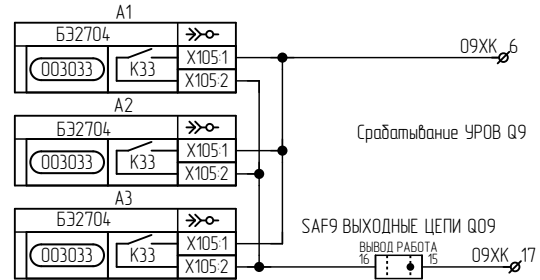 A1
БЭ2704
003033
К33
X105:1
X105:2
09ХК
6
A2
БЭ2704
003033
К33
X105:1
X105:2
Срабатывание УРОВ Q9
A3
БЭ2704
003033
К33
X105:1
X105:2
SAF9 ВЫХОДНЫЕ ЦЕПИ Q09
ВЫВОД РАБОТА
16 15
09ХК
17